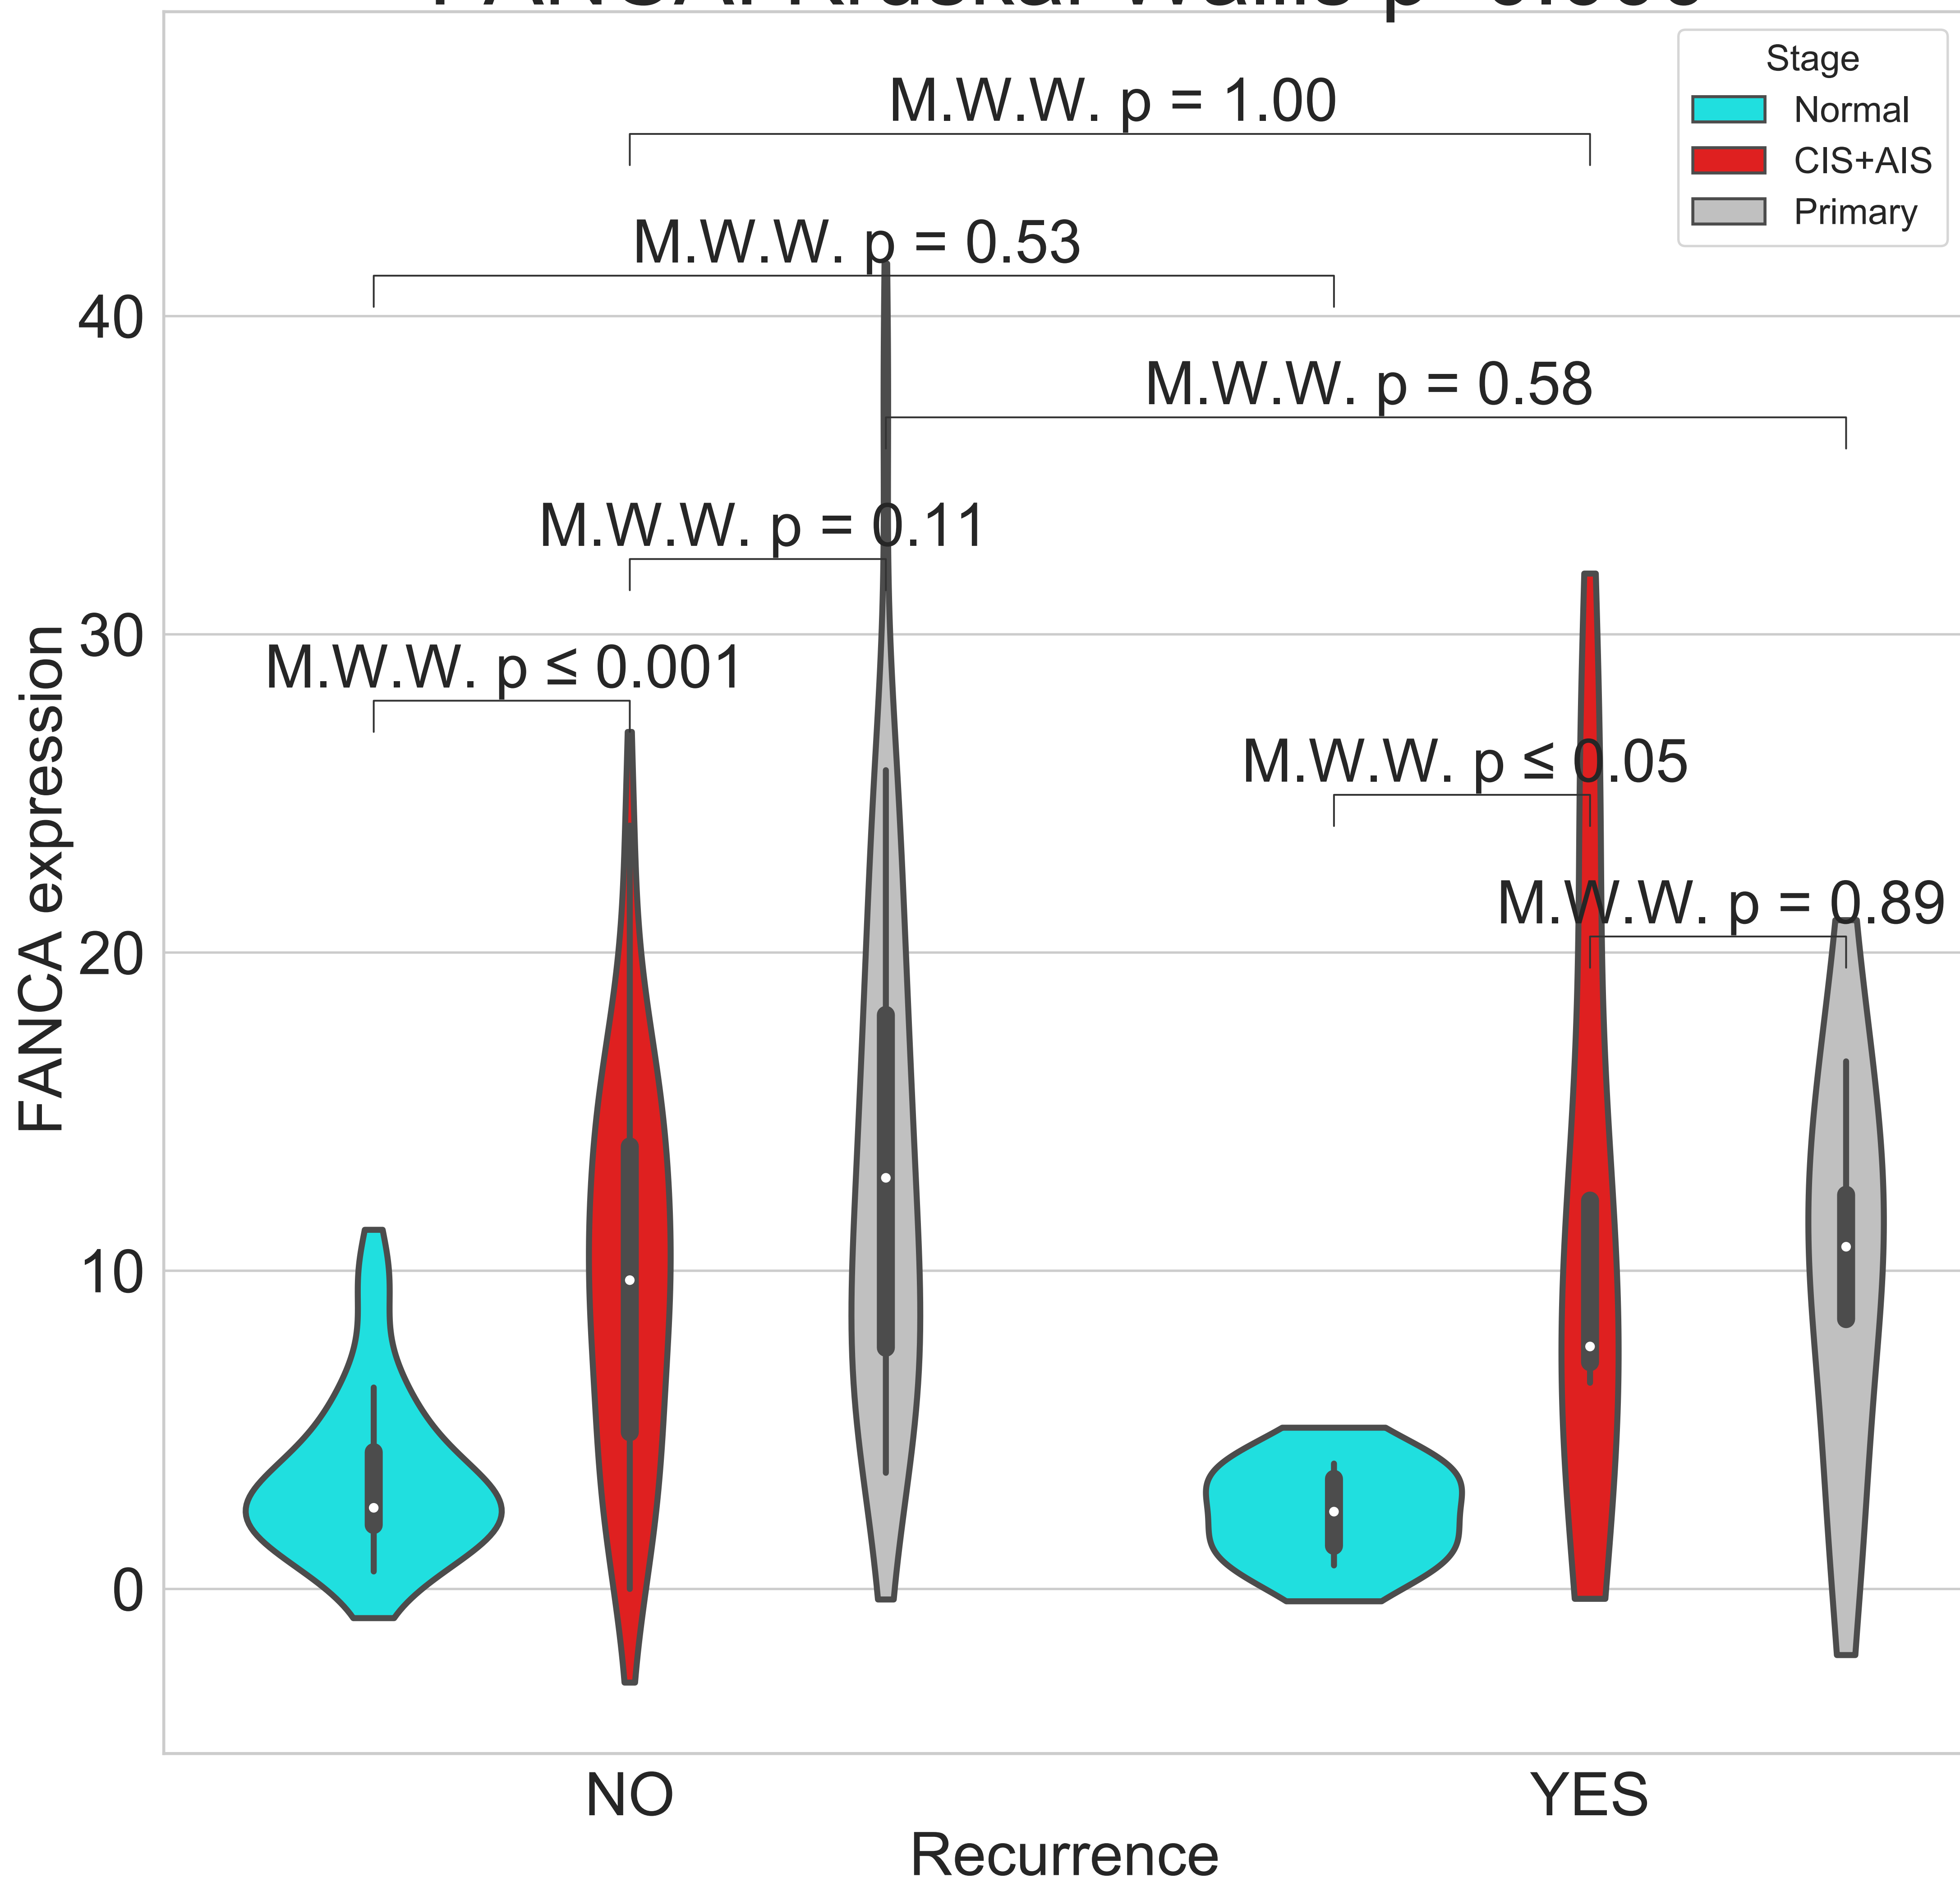 Stage
Normal
CIS+AIS
Primary
M.W.W. p = 1.00
M.W.W. p = 0.53
M.W.W. p = 0.58
M.W.W. p = 0.11
M.W.W. p ≤ 0.001
M.W.W. p ≤ 0.05
M.W.W. p = 0.89
FANCA expression
40
30
20
10
0
NO
YES
Recurrence